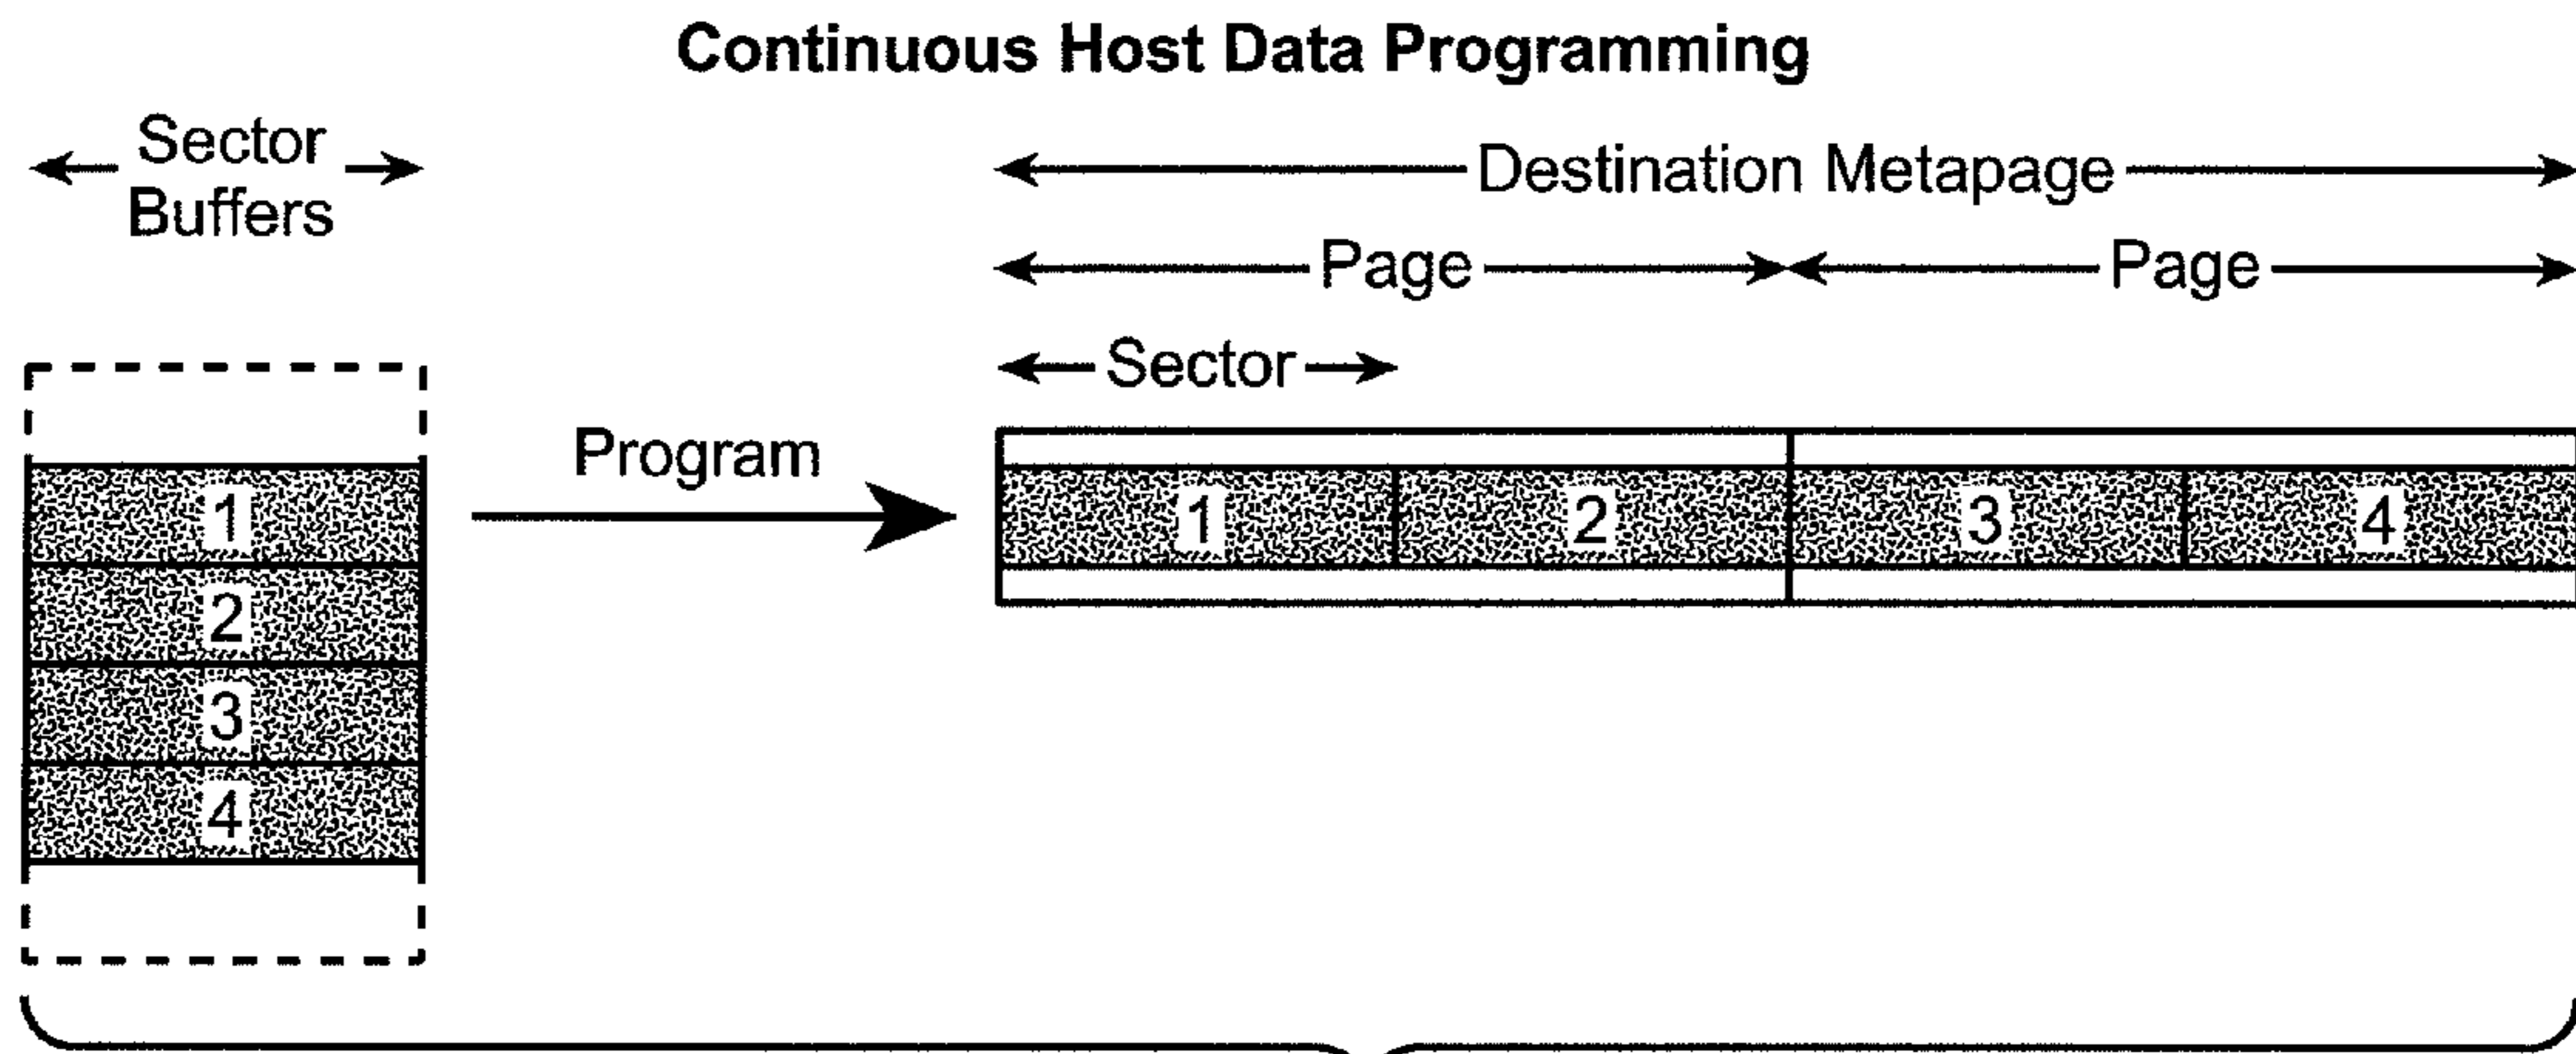 Continuous Host Data Programming
Sector
Buffers
Destination Metapage
Page
Page
Sector
Program
1
2
3
4
1
2
3
4